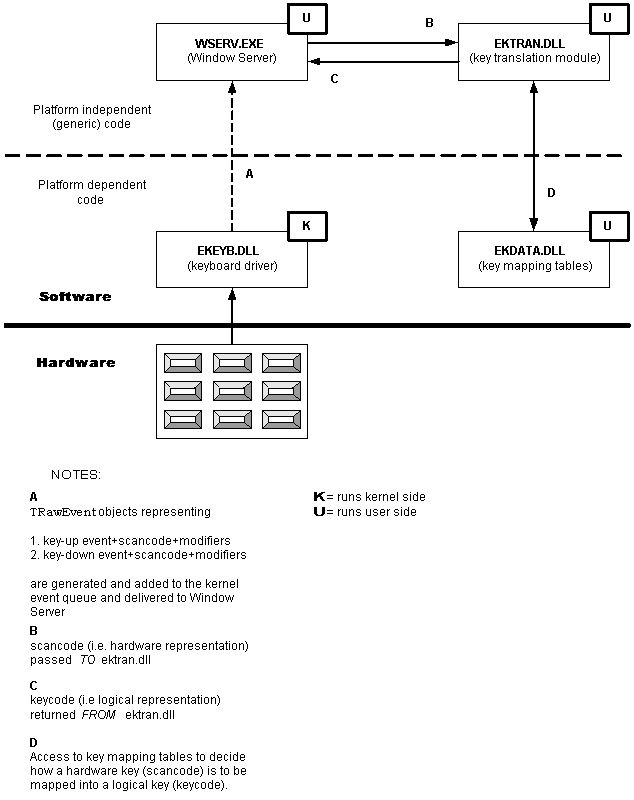 U
B
U
WSERV.EXE
(Window Server)
EKTRAN.DLL
(key translation module)
C
Platform independent
(generic) code
A
Platform dependent
code
D
K
U
EKEYB.DLL
(keyboard driver)
EKDATA.DLL
(key mapping tables)
Software
Hardware
NOTES:
A
TRawEvent objects representing
1. key-up event+scancode+modifiers
2. key-down event+scancode+modifiers
are generated and added to the kernel
event queue and delivered to Window
Server
B
scancode (i.e. hardware representation)
passed TO ektran.dll
C
keycode (i.e logical representation)
returned FROM ektran.dll
D
Access to key mapping tables to decide
how a hardware key (scancode) is to be
mapped into a logical key (keycode).
K = runs kernel side
U = runs user side